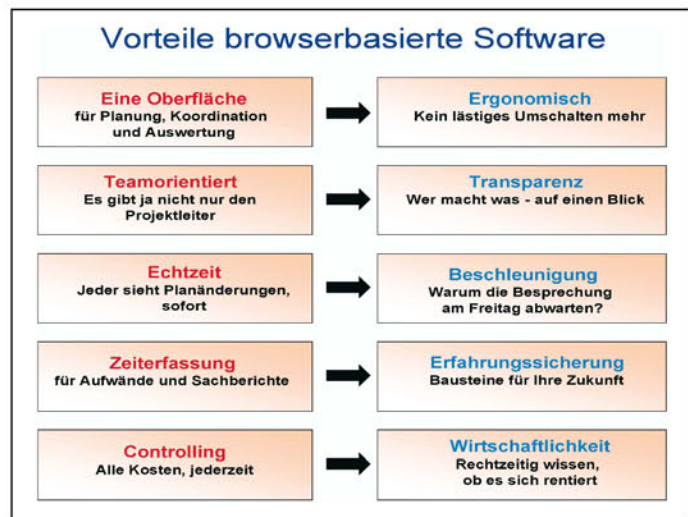 Vorteile browserbasierte Software
Eine Oberfläche
für Planung, Koordination
und Auswertung
Ergonomisch
Kein lästiges Umschalten mehr
Teamorientiert
Es gibt ja nicht nur den
Projektleiter
Transparenz
Wer macht was - auf einen Blick
Echtzeit
Jeder sieht Planänderungen,
sofort
Beschleunigung
Warum die Besprechung
am Freitag abwarten?
Zeiterfassung
für Aufwände und Sachberichte
Erfahrungssicherung
Bausteine für Ihre Zukunft
Controlling
Alle Kosten, jederzeit
Wirtschaftlichkeit
Rechtzeitig wissen,
ob es sich rentiert